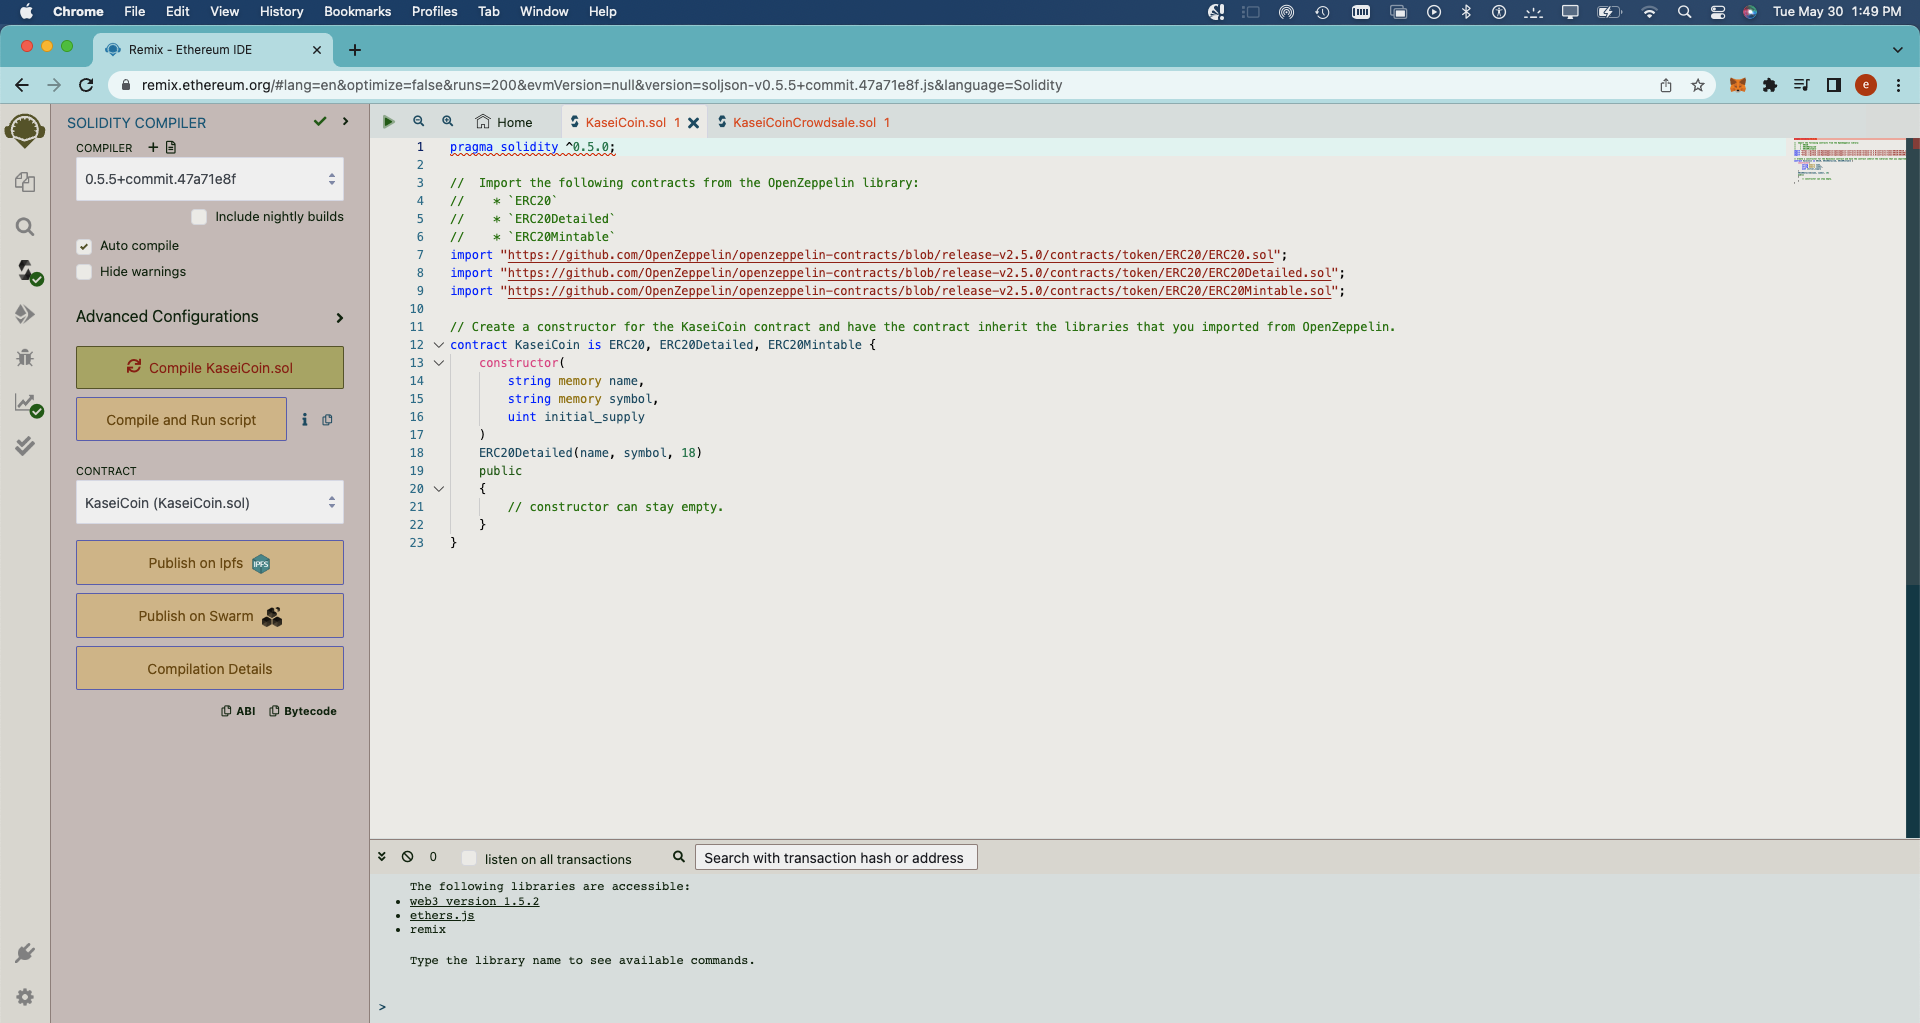 Chrome File Edit View History Bookmarks Profiles Tab Window Help Tue May 30 1:49 PM
Remix - Ethereum IDE
remix.ethereum.org/#lang=en&optimize=false&runs=200&evmVersion=null&version=soljson-v0.5.5+commit.47a71e8f.js&language=Solidity
e
SOLIDITY COMPILER
COMPILER
0.5.5+commit.47a71e8f
Include nightly builds
Auto compile
Hide warnings
Advanced Configurations
Compile KaseiCoin.sol
Compile and Run script
CONTRACT
KaseiCoin (KaseiCoin.sol)
Publish on Ipfs IPFS
Publish on Swarm
Compilation Details
ABI Bytecode
Home KaseiCoin.sol 1 KaseiCoinCrowdsale.sol 1
1 pragma solidity ^0.5.0;
2
3 //  Import the following contracts from the OpenZeppelin library:
4 //    * `ERC20`
5 //    * `ERC20Detailed`
6 //    * `ERC20Mintable`
7 import "https://github.com/OpenZeppelin/openzeppelin-contracts/blob/release-v2.5.0/contracts/token/ERC20/ERC20.sol";
8 import "https://github.com/OpenZeppelin/openzeppelin-contracts/blob/release-v2.5.0/contracts/token/ERC20/ERC20Detailed.sol";
9 import "https://github.com/OpenZeppelin/openzeppelin-contracts/blob/release-v2.5.0/contracts/token/ERC20/ERC20Mintable.sol";
10
11 // Create a constructor for the KaseiCoin contract and have the contract inherit the libraries that you imported from OpenZeppelin.
12 contract KaseiCoin is ERC20, ERC20Detailed, ERC20Mintable {
13     constructor(
14         string memory name,
15         string memory symbol,
16         uint initial_supply
17     )
18     ERC20Detailed(name, symbol, 18)
19     public
20     {
21         // constructor can stay empty.
22     }
23 }
0 listen on all transactions Search with transaction hash or address
The following libraries are accessible:
• web3 version 1.5.2
• ethers.js
• remix
Type the library name to see available commands.
>